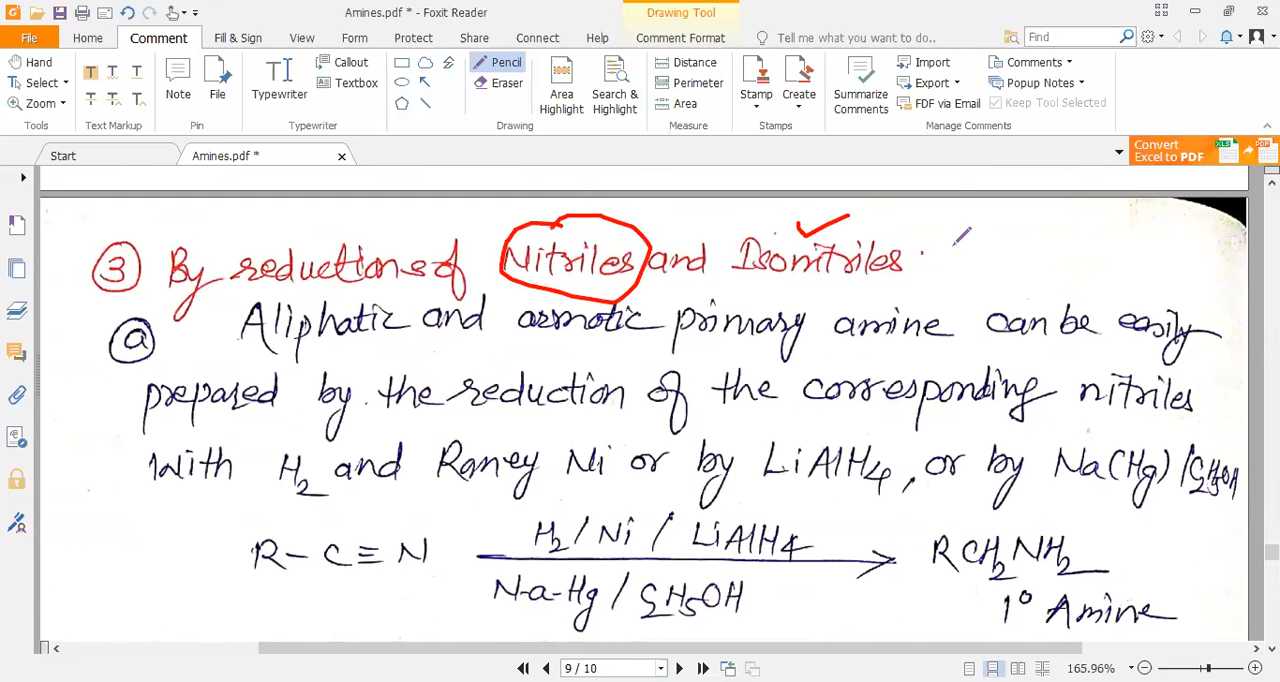 Amines.pdf * - Foxit Reader
Drawing Tool
File Home Comment Fill & Sign View Form Protect Share Connect Help Comment Format Tell me what you want to do.. Find
Hand
Select
Zoom
Tools
Text Markup
Note
File
Pin
Typewriter
Callout
Textbox
Typewriter
Pencil
Eraser
Drawing
Area Highlight
Search & Highlight
Distance
Perimeter
Area
Measure
Stamp
Create
Stamps
Summarize Comments
Import
Export
FDF via Email
Comments
Popup Notes
Keep Tool Selected
Manage Comments
Start
Amines.pdf *
Convert
Excel to PDF
③ By reductions of Nitriles and Isonitriles.
ⓐ Aliphatic and armotic primary amine can be easily
prepared by the reduction of the corresponding nitriles
with H2 and Raney Ni or by LiAlH4, or by Na(Hg)/C2H5OH
R-C≡N H2/Ni/LiAlH4 RCH2NH2
Na-Hg/C2H5OH 1° Amine
9 / 10
165.96%